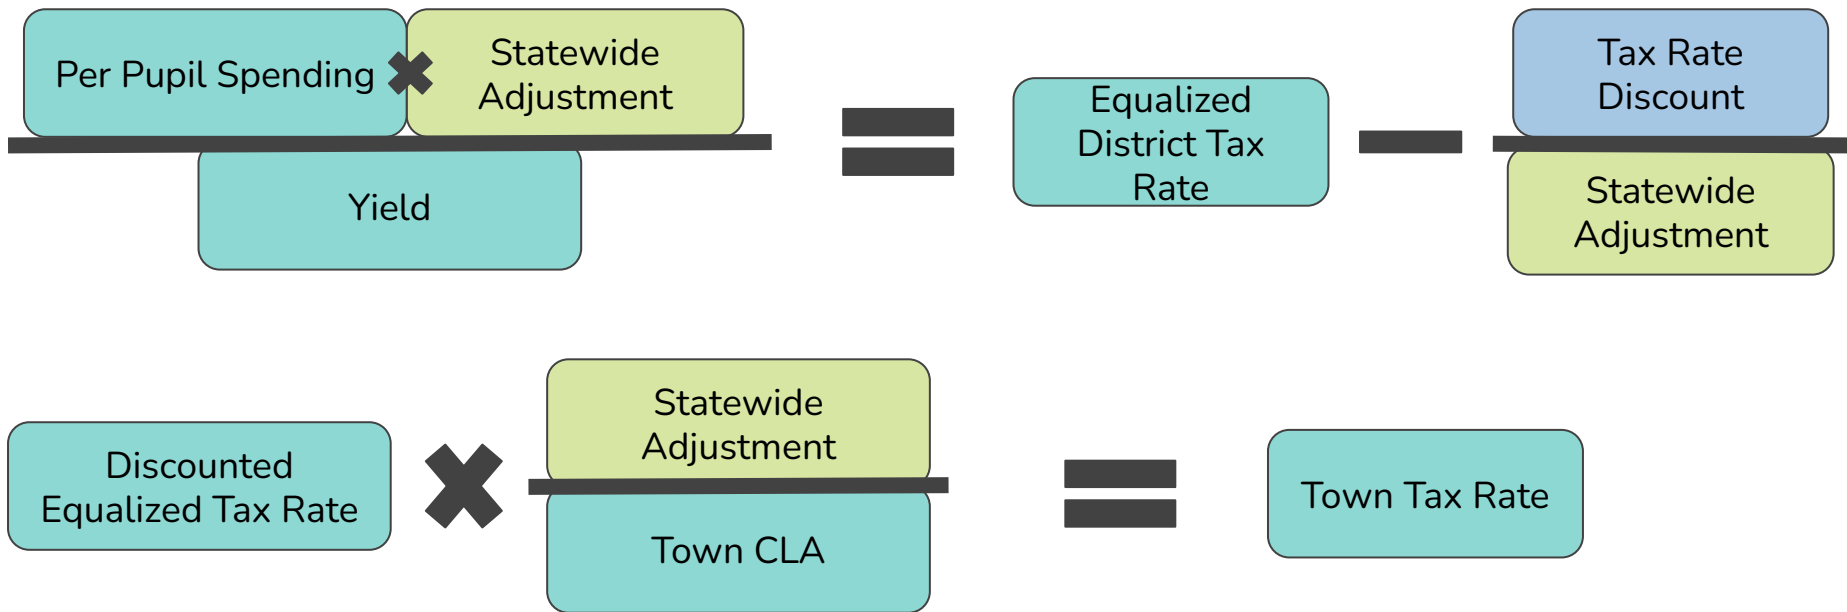 Per Pupil Spending
Statewide
Adjustment
Yield
Equalized
District Tax
Rate
Tax Rate
Discount
Statewide
Adjustment
Discounted
Equalized Tax Rate
Statewide
Adjustment
Town CLA
Town Tax Rate